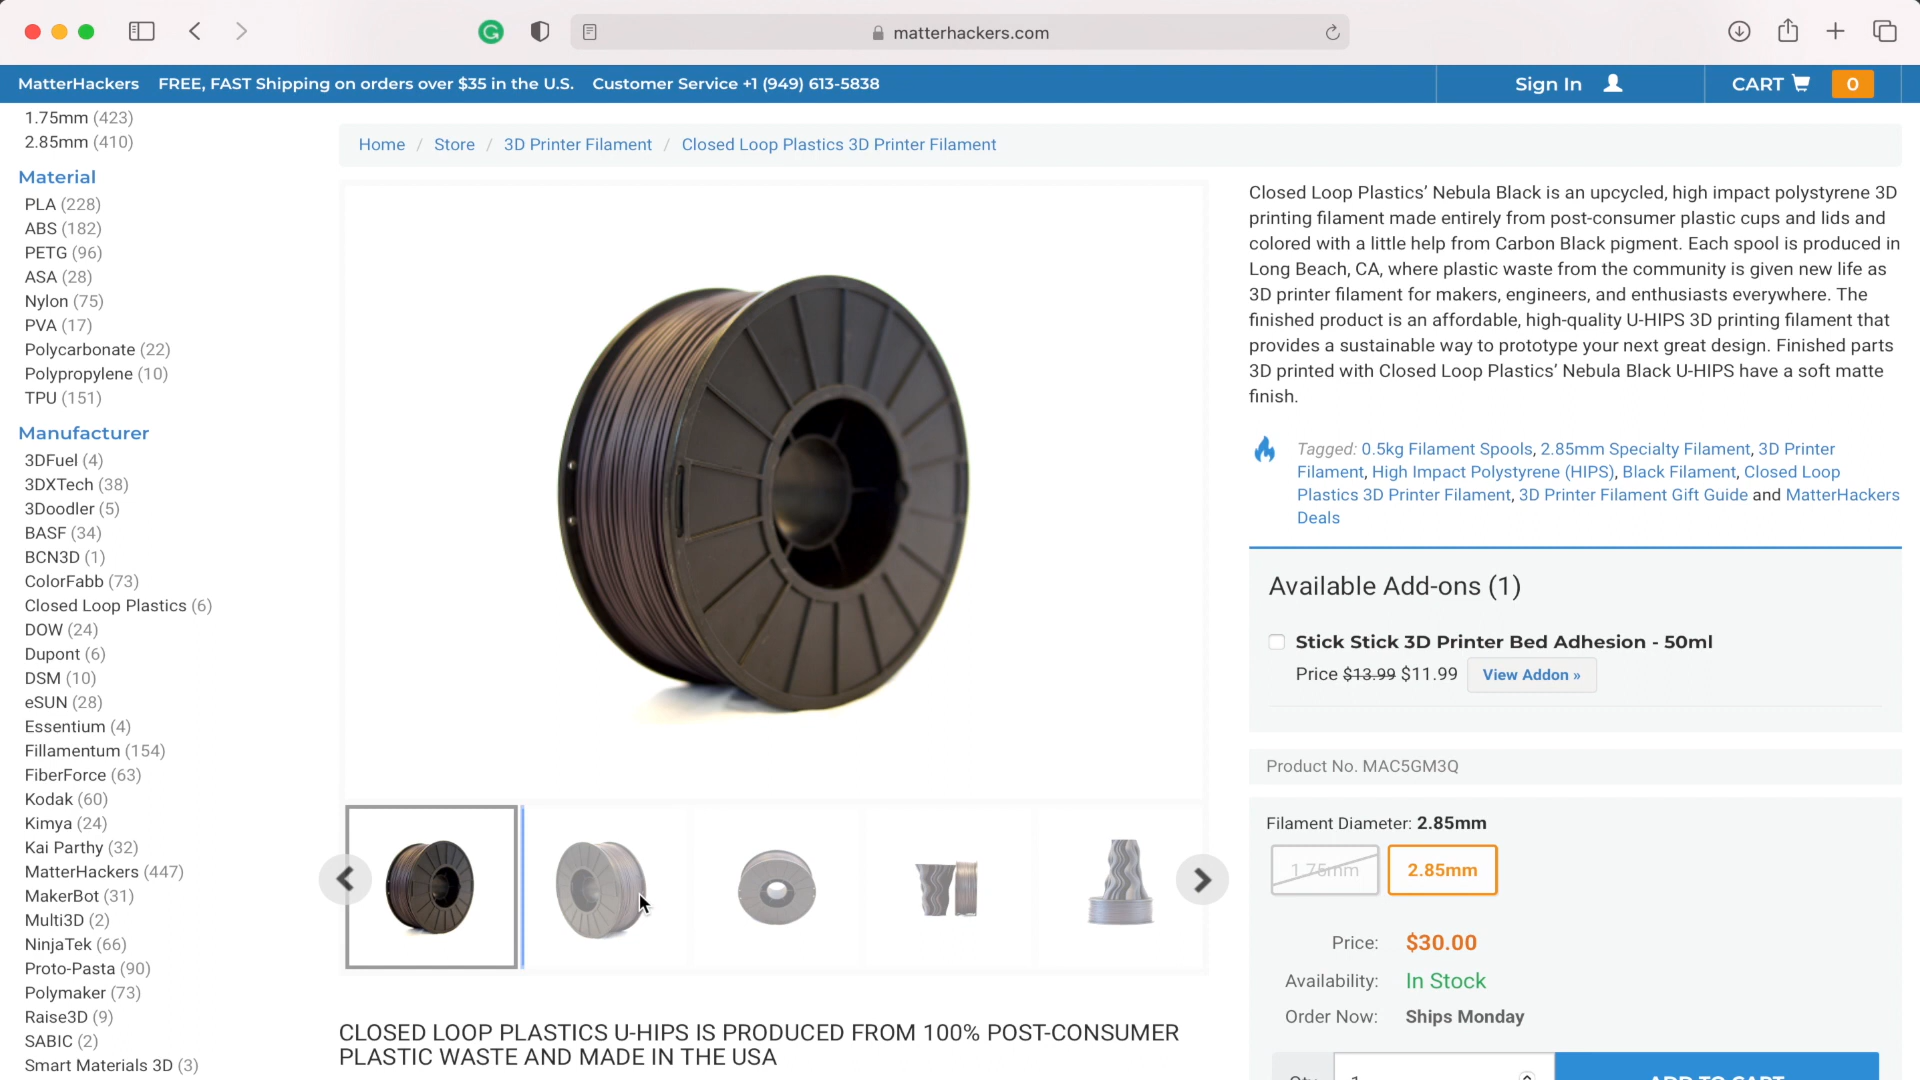 matterhackers.com
MatterHackers FREE, FAST Shipping on orders over $35 in the U.S. Customer Service +1 (949) 613-5838
Sign In
CART 0
1.75mm (423)
2.85mm (410)
Material
PLA (228)
ABS (182)
PETG (96)
ASA (28)
Nylon (75)
PVA (17)
Polycarbonate (22)
Polypropylene (10)
TPU (151)
Manufacturer
3DFuel (4)
3DXTech (38)
3Doodler (5)
BASF (34)
BCN3D (1)
ColorFabb (73)
Closed Loop Plastics (6)
DOW (24)
Dupont (6)
DSM (10)
eSUN (28)
Essentium (4)
Fillamentum (154)
FiberForce (63)
Kodak (60)
Kimya (24)
Kai Parthy (32)
MatterHackers (447)
MakerBot (31)
Multi3D (2)
NinjaTek (66)
Proto-Pasta (90)
Polymaker (73)
Raise3D (9)
SABIC (2)
Smart Materials 3D (3)
Home / Store / 3D Printer Filament / Closed Loop Plastics 3D Printer Filament
CLOSED LOOP PLASTICS U-HIPS IS PRODUCED FROM 100% POST-CONSUMER
PLASTIC WASTE AND MADE IN THE USA
Closed Loop Plastics’ Nebula Black is an upcycled, high impact polystyrene 3D
printing filament made entirely from post-consumer plastic cups and lids and
colored with a little help from Carbon Black pigment. Each spool is produced in
Long Beach, CA, where plastic waste from the community is given new life as
3D printer filament for makers, engineers, and enthusiasts everywhere. The
finished product is an affordable, high-quality U-HIPS 3D printing filament that
provides a sustainable way to prototype your next great design. Finished parts
3D printed with Closed Loop Plastics’ Nebula Black U-HIPS have a soft matte
finish.
Tagged: 0.5kg Filament Spools, 2.85mm Specialty Filament, 3D Printer
Filament, High Impact Polystyrene (HIPS), Black Filament, Closed Loop
Plastics 3D Printer Filament, 3D Printer Filament Gift Guide and MatterHackers
Deals
Available Add-ons (1)
Stick Stick 3D Printer Bed Adhesion - 50ml
Price $13.99 $11.99 View Addon »
Product No. MAC5GM3Q
Filament Diameter: 2.85mm
1.75mm 2.85mm
Price: $30.00
Availability: In Stock
Order Now: Ships Monday
Qty 1 ADD TO CART